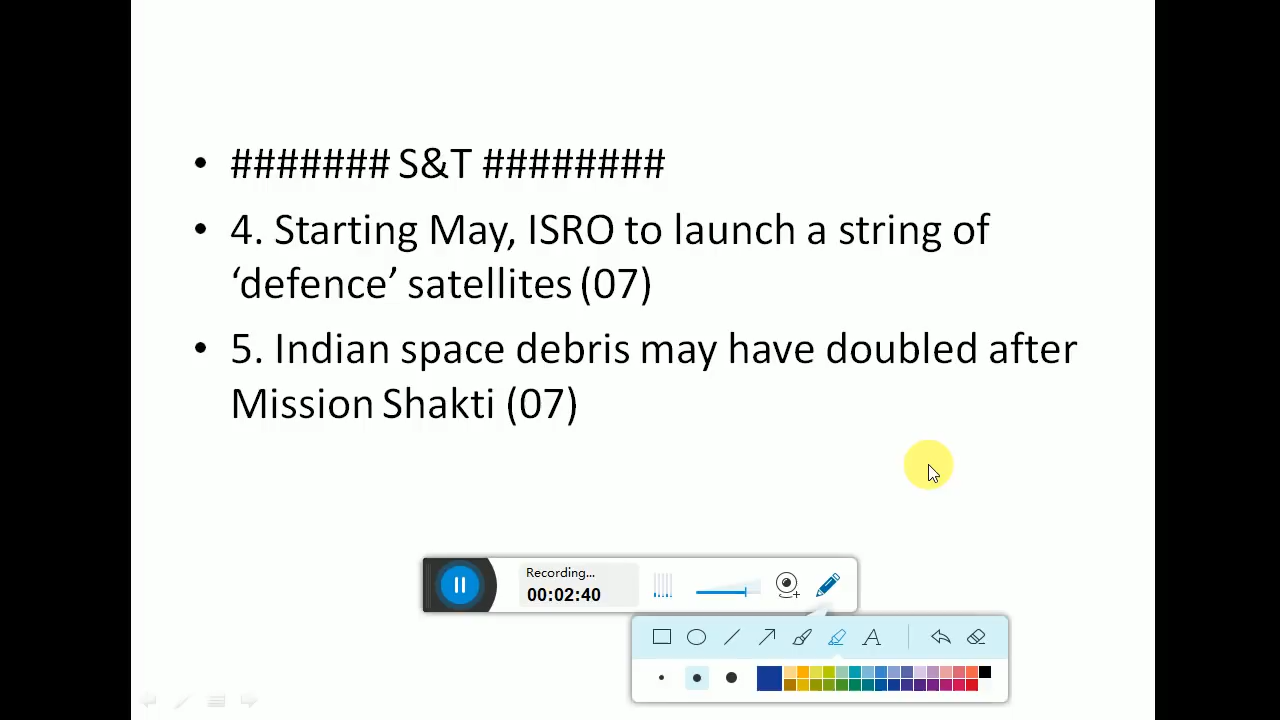 • ####### S&T ########
• 4. Starting May, ISRO to launch a string of
‘defence’ satellites (07)
• 5. Indian space debris may have doubled after
Mission Shakti (07)
Recording...
00:02:40
A